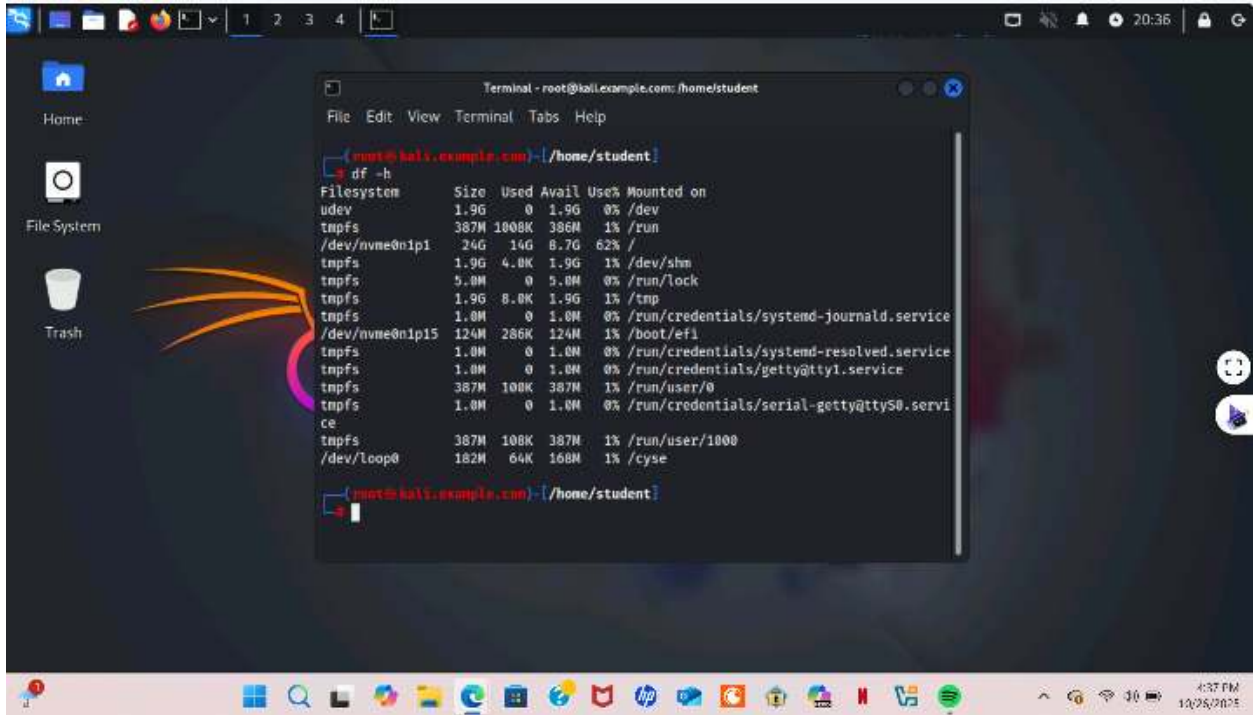 1 2 3 4
20:36
Home
File System
Trash
Terminal - root@kali.example.com: /home/student
File Edit View Terminal Tabs Help
(root㉿kali.example.com)-[/home/student]
# df -h
Filesystem Size Used Avail Use% Mounted on
udev 1.9G 0 1.9G 0% /dev
tmpfs 387M 1008K 386M 1% /run
/dev/nvme0n1p1 24G 14G 8.7G 62% /
tmpfs 1.9G 4.0K 1.9G 1% /dev/shm
tmpfs 5.0M 0 5.0M 0% /run/lock
tmpfs 1.9G 8.0K 1.9G 1% /tmp
tmpfs 1.0M 0 1.0M 0% /run/credentials/systemd-journald.service
/dev/nvme0n1p15 124M 286K 124M 1% /boot/efi
tmpfs 1.0M 0 1.0M 0% /run/credentials/systemd-resolved.service
tmpfs 1.0M 0 1.0M 0% /run/credentials/getty@tty1.service
tmpfs 387M 100K 387M 1% /run/user/0
tmpfs 1.0M 0 1.0M 0% /run/credentials/serial-getty@ttyS0.servi
ce
tmpfs 387M 108K 387M 1% /run/user/1000
/dev/loop0 182M 64K 168M 1% /cyse
(root㉿kali.example.com)-[/home/student]
#
4:37 PM
10/26/2025